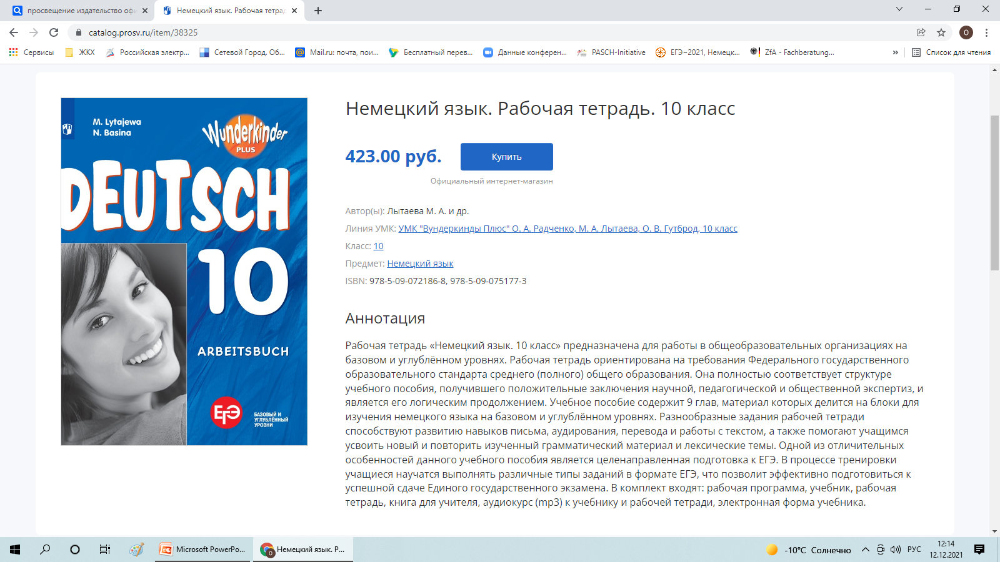 просвещение издательство офи
Немецкий язык. Рабочая тетрад
catalog.prosv.ru/item/38325
О
Сервисы
ЖКХ
Российская электр...
Сетевой Город. Об...
Mail.ru: почта, пои...
Бесплатный перев...
Данные конферен...
PASCH-Initiative
ЕГЭ−2021, Немецк...
ZfA - Fachberatung...
»
Список для чтения
M. Lytajewa
N. Basina
Wunderkinder
PLUS
DEUTSCH
10
ARBEITSBUCH
ЕГЭ
БАЗОВЫЙ И
УГЛУБЛЁННЫЙ
УРОВНИ
Немецкий язык. Рабочая тетрадь. 10 класс
423.00 руб.
Купить
Официальный интернет-магазин
Автор(ы): Лытаева М. А. и др.
Линия УМК: УМК "Вундеркинды Плюс" О. А. Радченко, М. А. Лытаева, О. В. Гутброд, 10 класс
Класс: 10
Предмет: Немецкий язык
ISBN: 978-5-09-072186-8, 978-5-09-075177-3
Аннотация
Рабочая тетрадь «Немецкий язык. 10 класс» предназначена для работы в общеобразовательных организациях на
базовом и углублённом уровнях. Рабочая тетрадь ориентирована на требования Федерального государственного
образовательного стандарта среднего (полного) общего образования. Она полностью соответствует структуре
учебного пособия, получившего положительные заключения научной, педагогической и общественной экспертиз, и
является его логическим продолжением. Учебное пособие содержит 9 глав, материал которых делится на блоки для
изучения немецкого языка на базовом и углублённом уровнях. Разнообразные задания рабочей тетради
способствуют развитию навыков письма, аудирования, перевода и работы с текстом, а также помогают учащимся
усвоить новый и повторить изученный грамматический материал и лексические темы. Одной из отличительных
особенностей данного учебного пособия является целенаправленная подготовка к ЕГЭ. В процессе тренировки
учащиеся научатся выполнять различные типы заданий в формате ЕГЭ, что позволит эффективно подготовиться к
успешной сдаче Единого государственного экзамена. В комплект входят: рабочая программа, учебник, рабочая
тетрадь, книга для учителя, аудиокурс (mp3) к учебнику и рабочей тетради, электронная форма учебника.
Microsoft PowerPo...
Немецкий язык. Р...
-10°C Солнечно
РУС
12:14
12.12.2021